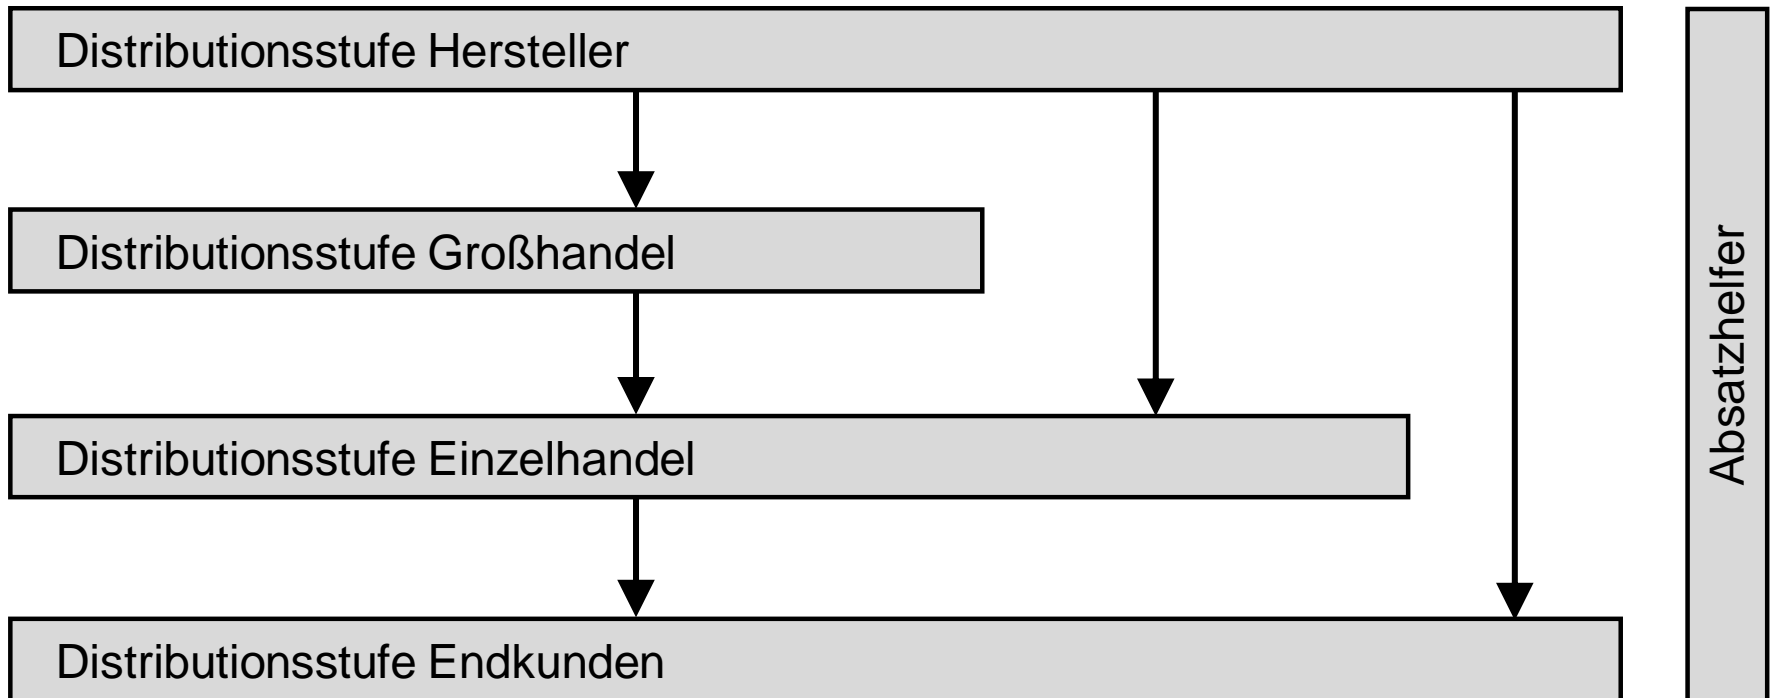 Distributionsstufe Hersteller
Distributionsstufe Großhandel
Distributionsstufe Einzelhandel
Distributionsstufe Endkunden
Absatzhelfer